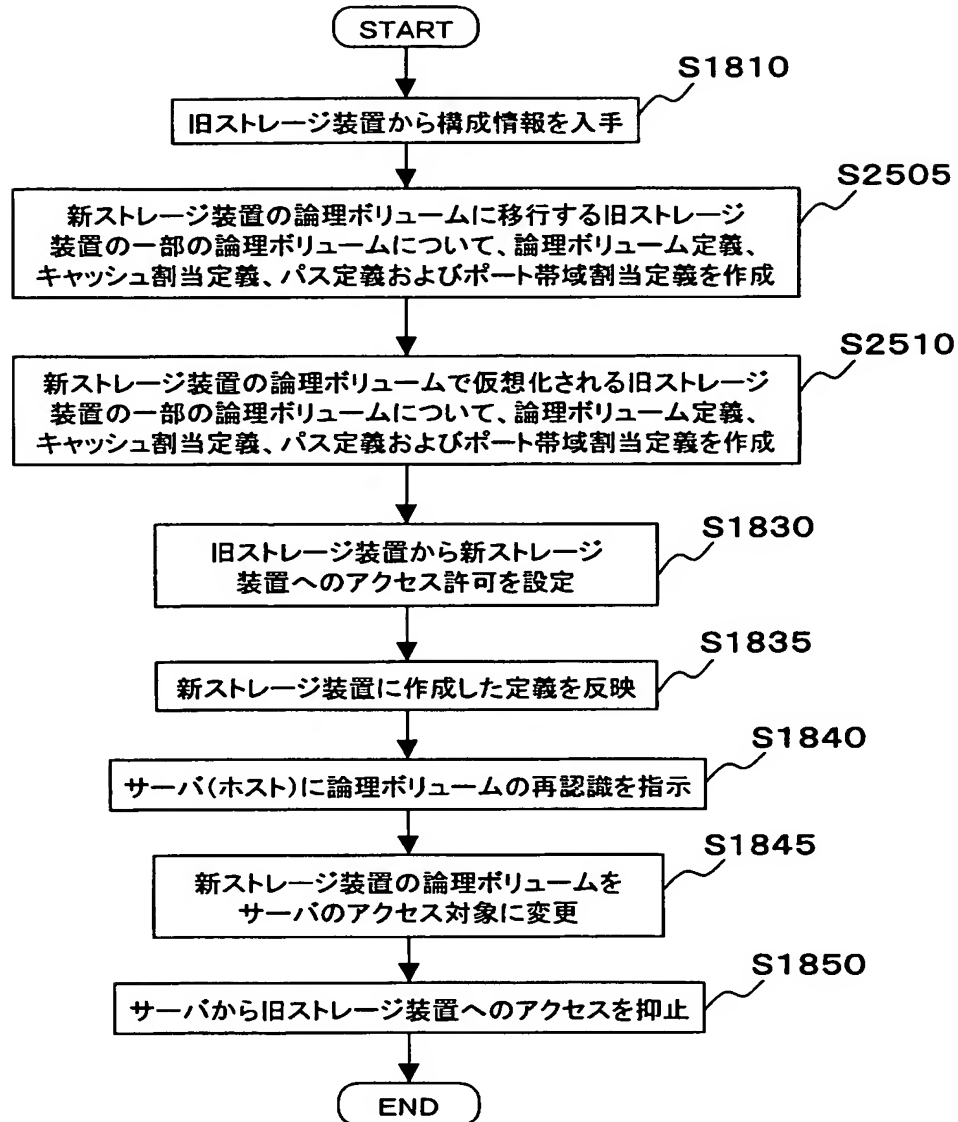 START
S1810
旧ストレージ装置から構成情報を入手
S2505
新ストレージ装置の論理ボリュームに移行する旧ストレージ
装置の一部の論理ボリュームについて、論理ボリューム定義、
キャッシュ割当定義、パス定義およびポート帯域割当定義を作成
S2510
新ストレージ装置の論理ボリュームで仮想化される旧ストレージ
装置の一部の論理ボリュームについて、論理ボリューム定義、
キャッシュ割当定義、パス定義およびポート帯域割当定義を作成
S1830
旧ストレージ装置から新ストレージ
装置へのアクセス許可を設定
S1835
新ストレージ装置に作成した定義を反映
S1840
サーバ(ホスト)に論理ボリュームの再認識を指示
S1845
新ストレージ装置の論理ボリュームを
サーバのアクセス対象に変更
S1850
サーバから旧ストレージ装置へのアクセスを抑止
END